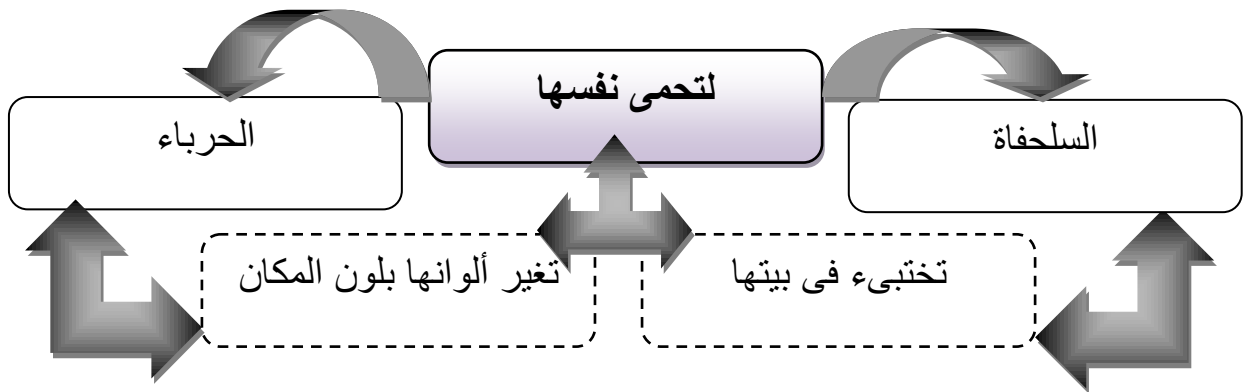 لتحمى نفسها
السلحفاة
الحرباء
تختبىء فى بيتها
تغير ألوانها بلون المكان